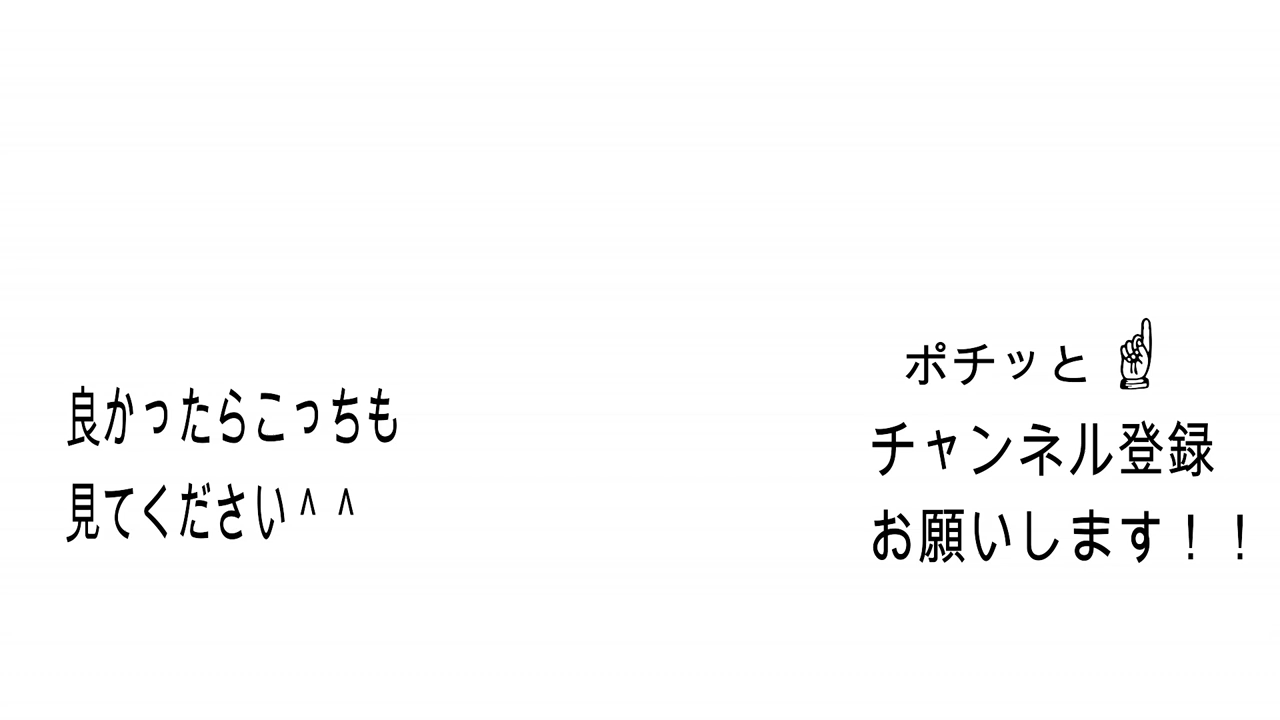 良かったらこっちも
見てください＾＾
ポチッと☝
チャンネル登録
お願いします！！